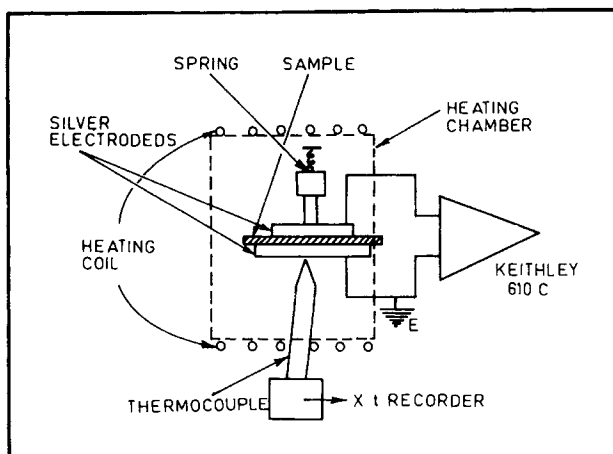 SPRING
SAMPLE
HEATING
CHAMBER
SILVER
ELECTRODEDS
HEATING
COIL
KEITHLEY
610 C
E
THERMOCOUPLE
X t RECORDER